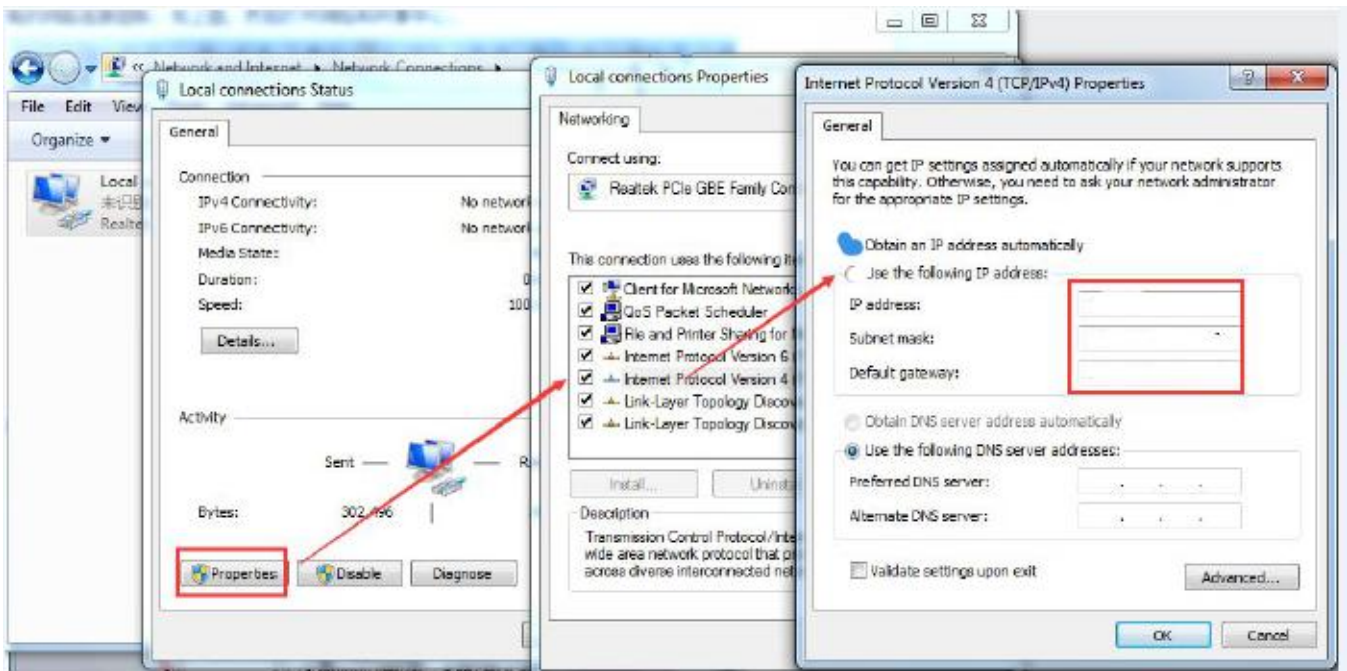 Network and Internet ▸ Network Connections ▸
File Edit View
Organize ▾
Local
Realte
Local connections Status
General
Connection
IPv4 Connectivity: No network
IPv6 Connectivity: No network
Media State:
Duration: 0
Speed: 100
Details...
Activity
Sent — — R
Bytes: 302,496
Properties Disable Diagnose
Local connections Properties
Networking
Connect using:
Realtek PCIe GBE Family Con
This connection uses the following ite
Client for Microsoft Network
QoS Packet Scheduler
File and Printer Sharing for M
Internet Protocol Version 6
Internet Protocol Version 4
Link-Layer Topology Discov
Link-Layer Topology Discov
Install... Uninsta
Description
Transmission Control Protocol/Inte
wide area network protocol that p
across diverse interconnected net
Internet Protocol Version 4 (TCP/IPv4) Properties
General
You can get IP settings assigned automatically if your network supports
this capability. Otherwise, you need to ask your network administrator
for the appropriate IP settings.
Obtain an IP address automatically
Use the following IP address:
IP address:
Subnet mask:
Default gateway:
Obtain DNS server address automatically
Use the following DNS server addresses:
Preferred DNS server:
Alternate DNS server:
Validate settings upon exit
Advanced...
OK Cancel